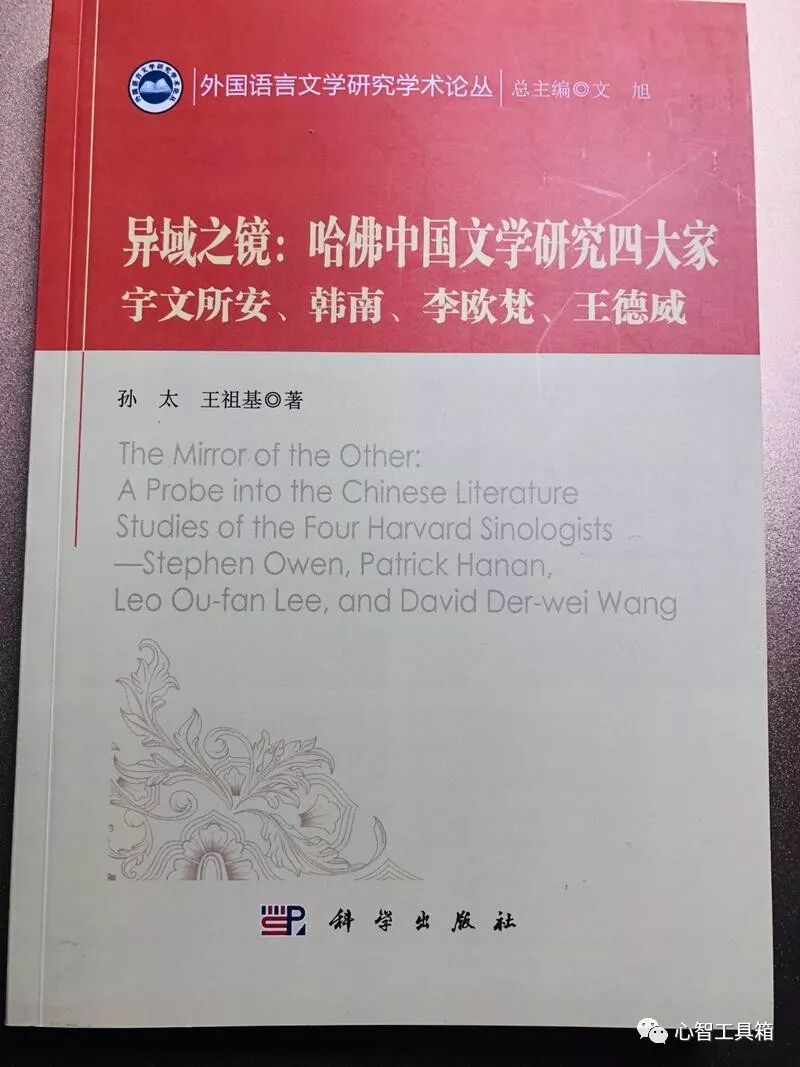 外国语言文学研究学术论丛 总主编◎文 旭
异域之镜：哈佛中国文学研究四大家
宇文所安、韩南、李欧梵、王德威
孙 太 王祖基◎著
The Mirror of the Other:
A Probe into the Chinese Literature
Studies of the Four Harvard Sinologists
—Stephen Owen, Patrick Hanan,
Leo Ou-fan Lee, and David Der-wei Wang
科学出版社
心智工具箱